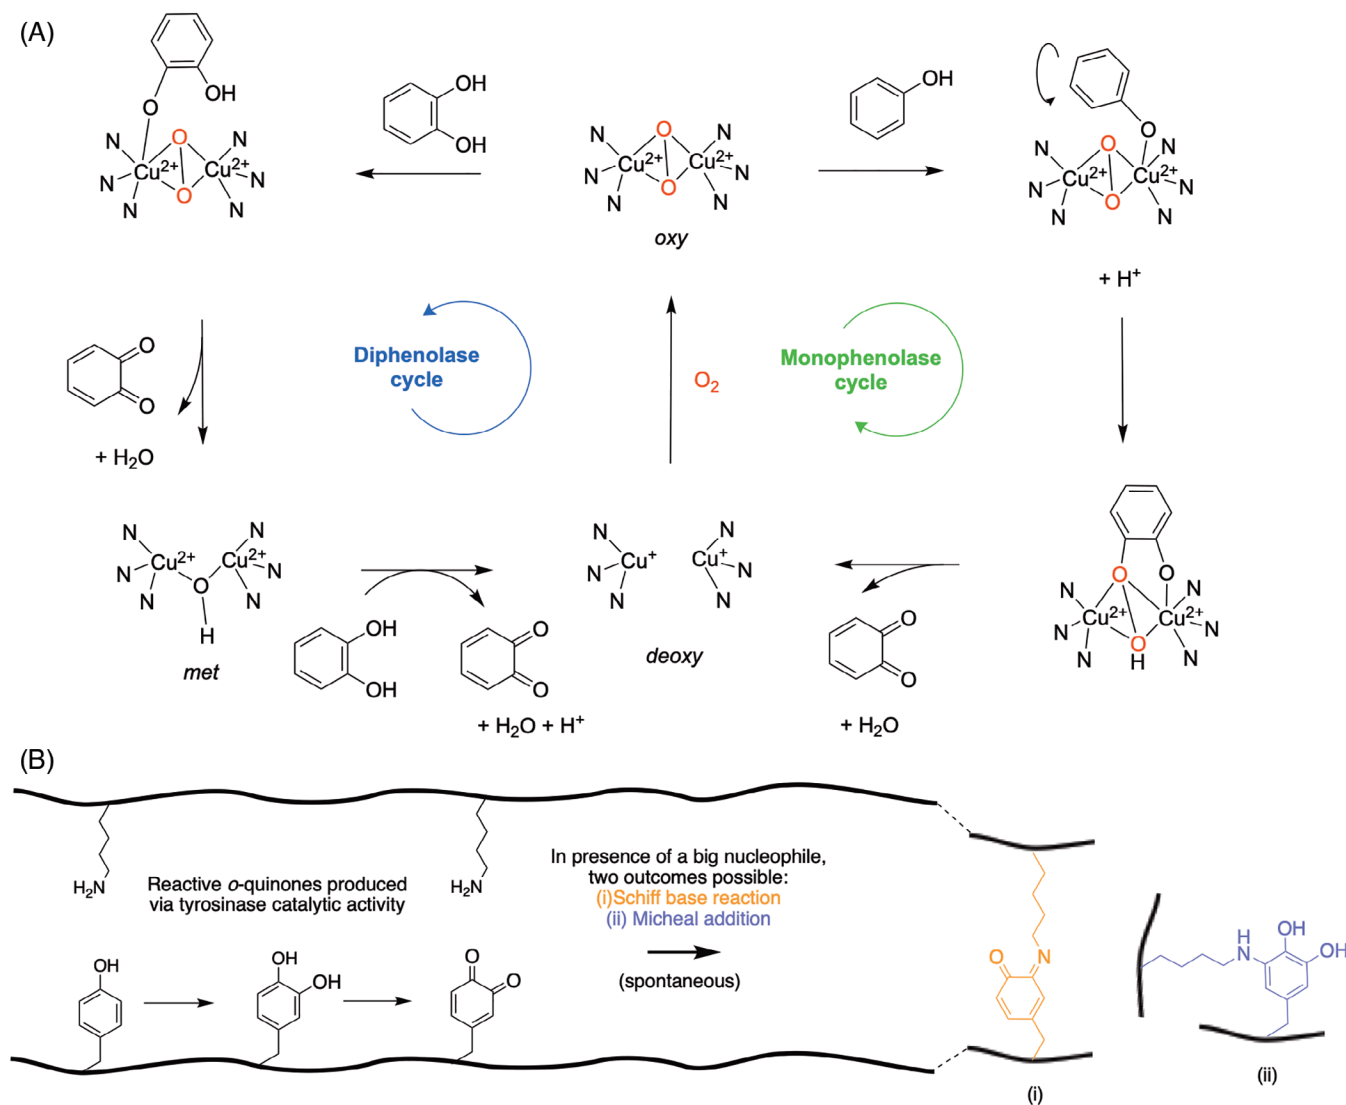 (A)
OH
O
N
N
N
Cu²⁺
O
O
Cu²⁺
N
N
N
OH
OH
N
N
N
Cu²⁺
O
O
Cu²⁺
N
N
N
oxy
OH
O
N
N
N
Cu²⁺
O
O
Cu²⁺
N
N
N
+ H⁺
O
O
+ H₂O
Diphenolase
cycle
O₂
Monophenolase
cycle
N
N
N
Cu²⁺
O
H
Cu²⁺
N
N
N
met
OH
OH
O
O
+ H₂O + H⁺
N
N
N
Cu⁺
Cu⁺
N
N
N
deoxy
O
O
+ H₂O
O
O
N
N
N
Cu²⁺
O
H
Cu²⁺
N
N
N
(B)
H₂N
H₂N
Reactive o-quinones produced
via tyrosinase catalytic activity
In presence of a big nucleophile,
two outcomes possible:
(i)Schiff base reaction
(ii) Micheal addition
(spontaneous)
OH
OH
OH
O
O
O
N
(i)
H
N
OH
OH
(ii)